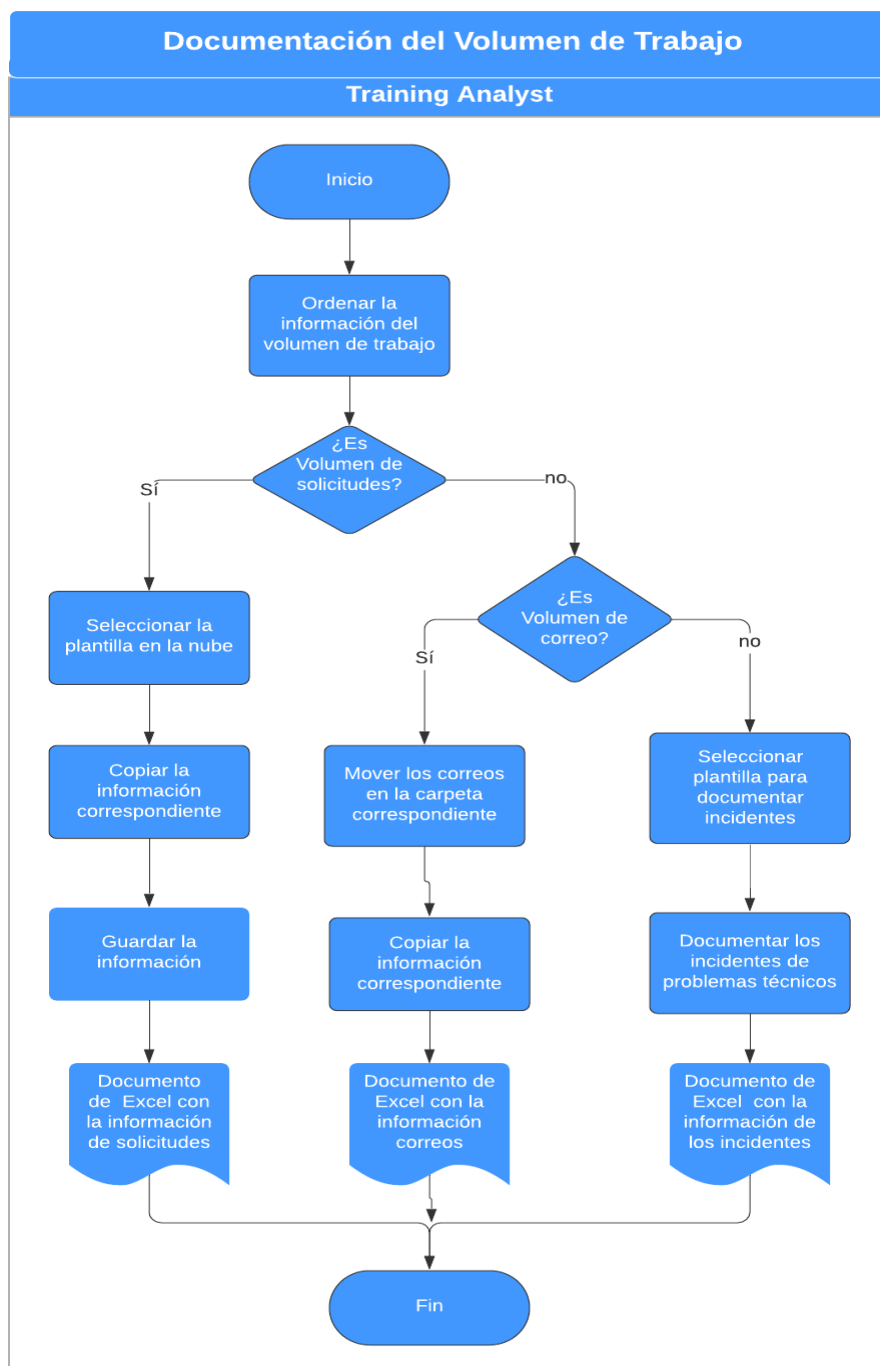 Documentación del Volumen de Trabajo
Training Analyst
Inicio
Ordenar la
información del
volumen de trabajo
¿Es
Volumen de
solicitudes?
Sí
no
Seleccionar la
plantilla en la nube
¿Es
Volumen de
correo?
Sí
no
Copiar la
información
correspondiente
Mover los correos
en la carpeta
correspondiente
Seleccionar
plantilla para
documentar
incidentes
Guardar la
información
Copiar la
información
correspondiente
Documentar los
incidentes de
problemas técnicos
Documento
de Excel con
la información
de solicitudes
Documento de
Excel con la
información
correos
Documento de
Excel con la
información de
los incidentes
Fin